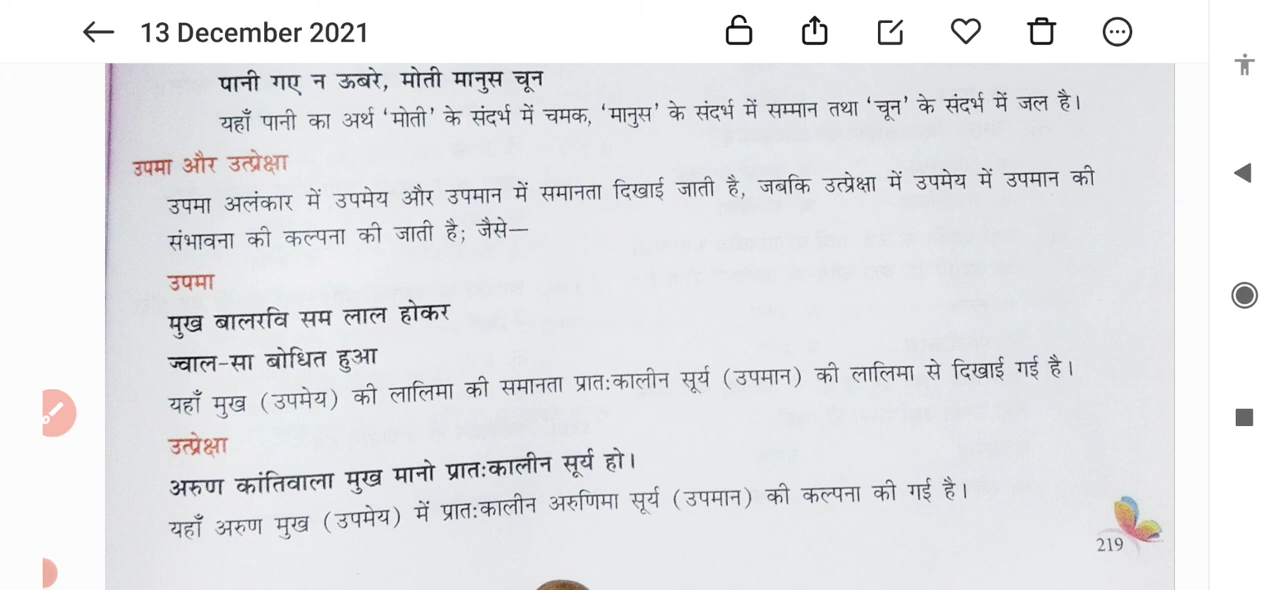 13 December 2021
पानी गए न ऊबरे, मोती मानुस चून
यहाँ पानी का अर्थ ‘मोती’ के संदर्भ में चमक, ‘मानुस’ के संदर्भ में सम्मान तथा ‘चून’ के संदर्भ में जल है।
उपमा और उत्प्रेक्षा
उपमा अलंकार में उपमेय और उपमान में समानता दिखाई जाती है, जबकि उत्प्रेक्षा में उपमेय में उपमान की
संभावना की कल्पना की जाती है; जैसे—
उपमा
मुख बालरवि सम लाल होकर
ज्वाल-सा बोधित हुआ
यहाँ मुख (उपमेय) की लालिमा की समानता प्रातःकालीन सूर्य (उपमान) की लालिमा से दिखाई गई है।
उत्प्रेक्षा
अरुण कांतिवाला मुख मानो प्रातःकालीन सूर्य हो।
यहाँ अरुण मुख (उपमेय) में प्रातःकालीन अरुणिमा सूर्य (उपमान) की कल्पना की गई है।
219